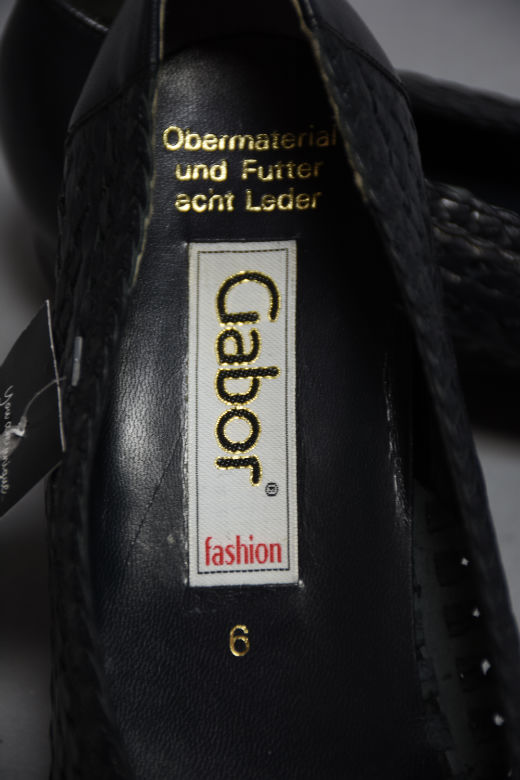 Obermaterial
und Futter
echt Leder
Gabor®
fashion
6